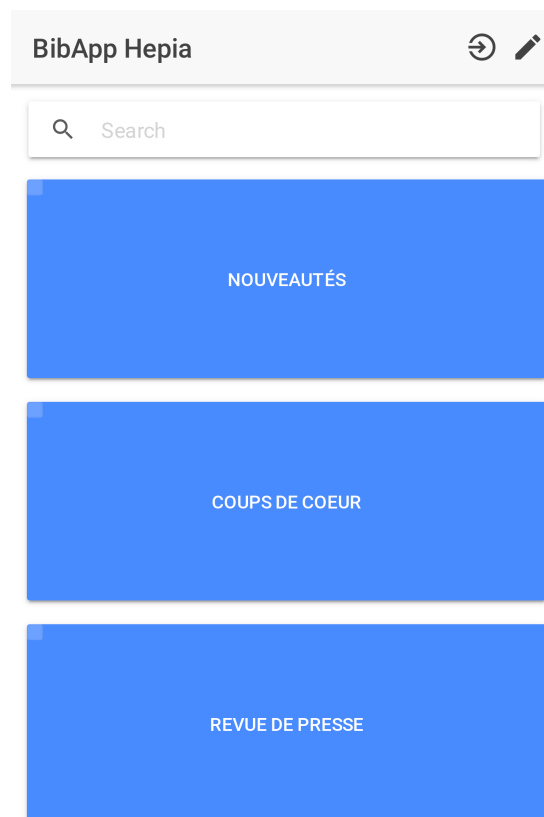 BibApp Hepia
Search
NOUVEAUTÉS
COUPS DE COEUR
REVUE DE PRESSE